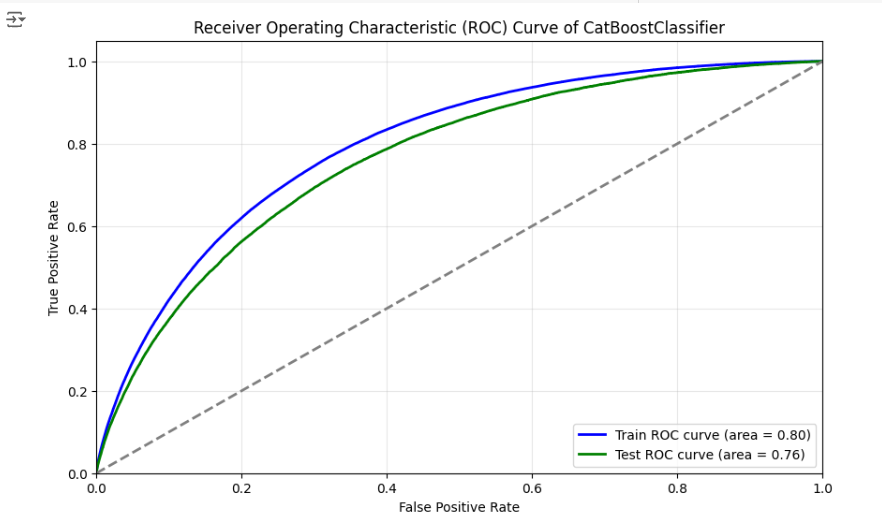 Receiver Operating Characteristic (ROC) Curve of CatBoostClassifier
True Positive Rate
1.0
0.8
0.6
0.4
0.2
0.0
Train ROC curve (area = 0.80)
Test ROC curve (area = 0.76)
0.0 0.2 0.4 0.6 0.8 1.0
False Positive Rate